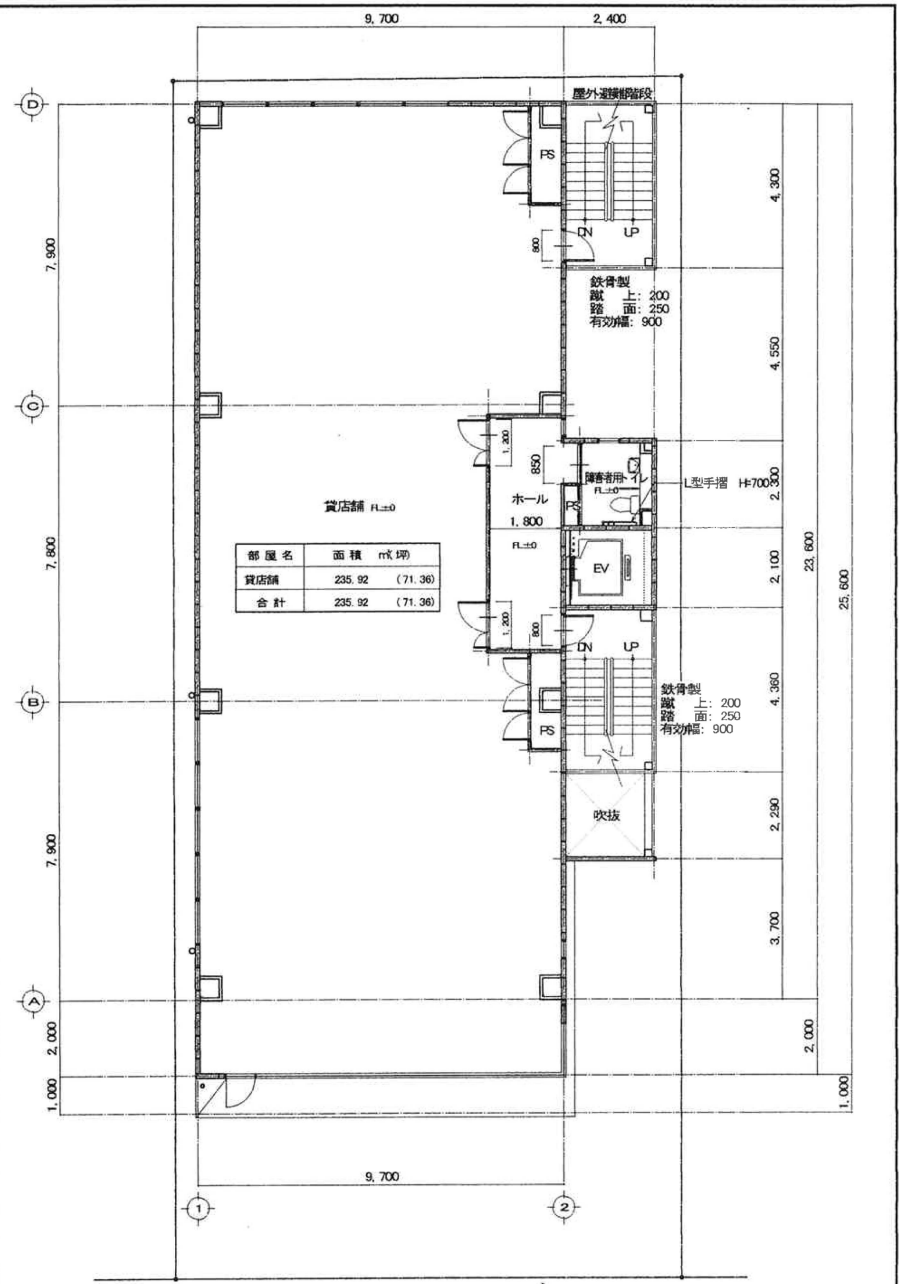 9,700
2,400
D
屋外避難階段
PS
4,300
DN
UP
800
7,900
鉄骨製
蹴 上: 200
踏 面: 250
有効幅: 900
4,550
C
1,200
850
障害者用トイレ
FL±0
L型手摺 H=700
2,300
貸店舗 FL±0
ホール
1,800
FL±0
PS
7,800
部屋名 面積 ㎡(坪)
貸店舗 235.92 (71.36)
合計 235.92 (71.36)
EV
2,100
23,600
25,600
1,200
800
DN
UP
4,360
B
PS
鉄骨製
蹴 上: 200
踏 面: 250
有効幅: 900
吹抜
2,290
7,900
3,700
A
2,000
2,000
1,000
1,000
9,700
1
2